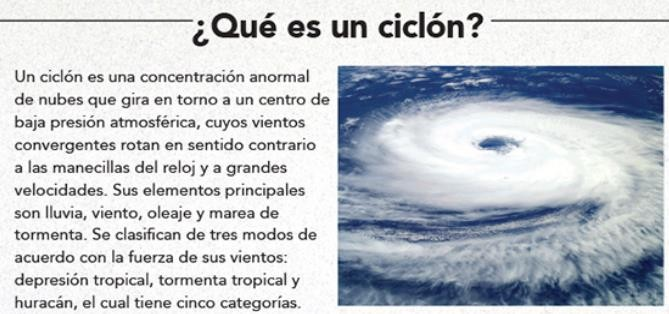 ¿Qué es un ciclón?
Un ciclón es una concentración anormal
de nubes que gira en torno a un centro de
baja presión atmosférica, cuyos vientos
convergentes rotan en sentido contrario
a las manecillas del reloj y a grandes
velocidades. Sus elementos principales
son lluvia, viento, oleaje y marea de
tormenta. Se clasifican de tres modos de
acuerdo con la fuerza de sus vientos:
depresión tropical, tormenta tropical y
huracán, el cual tiene cinco categorías.